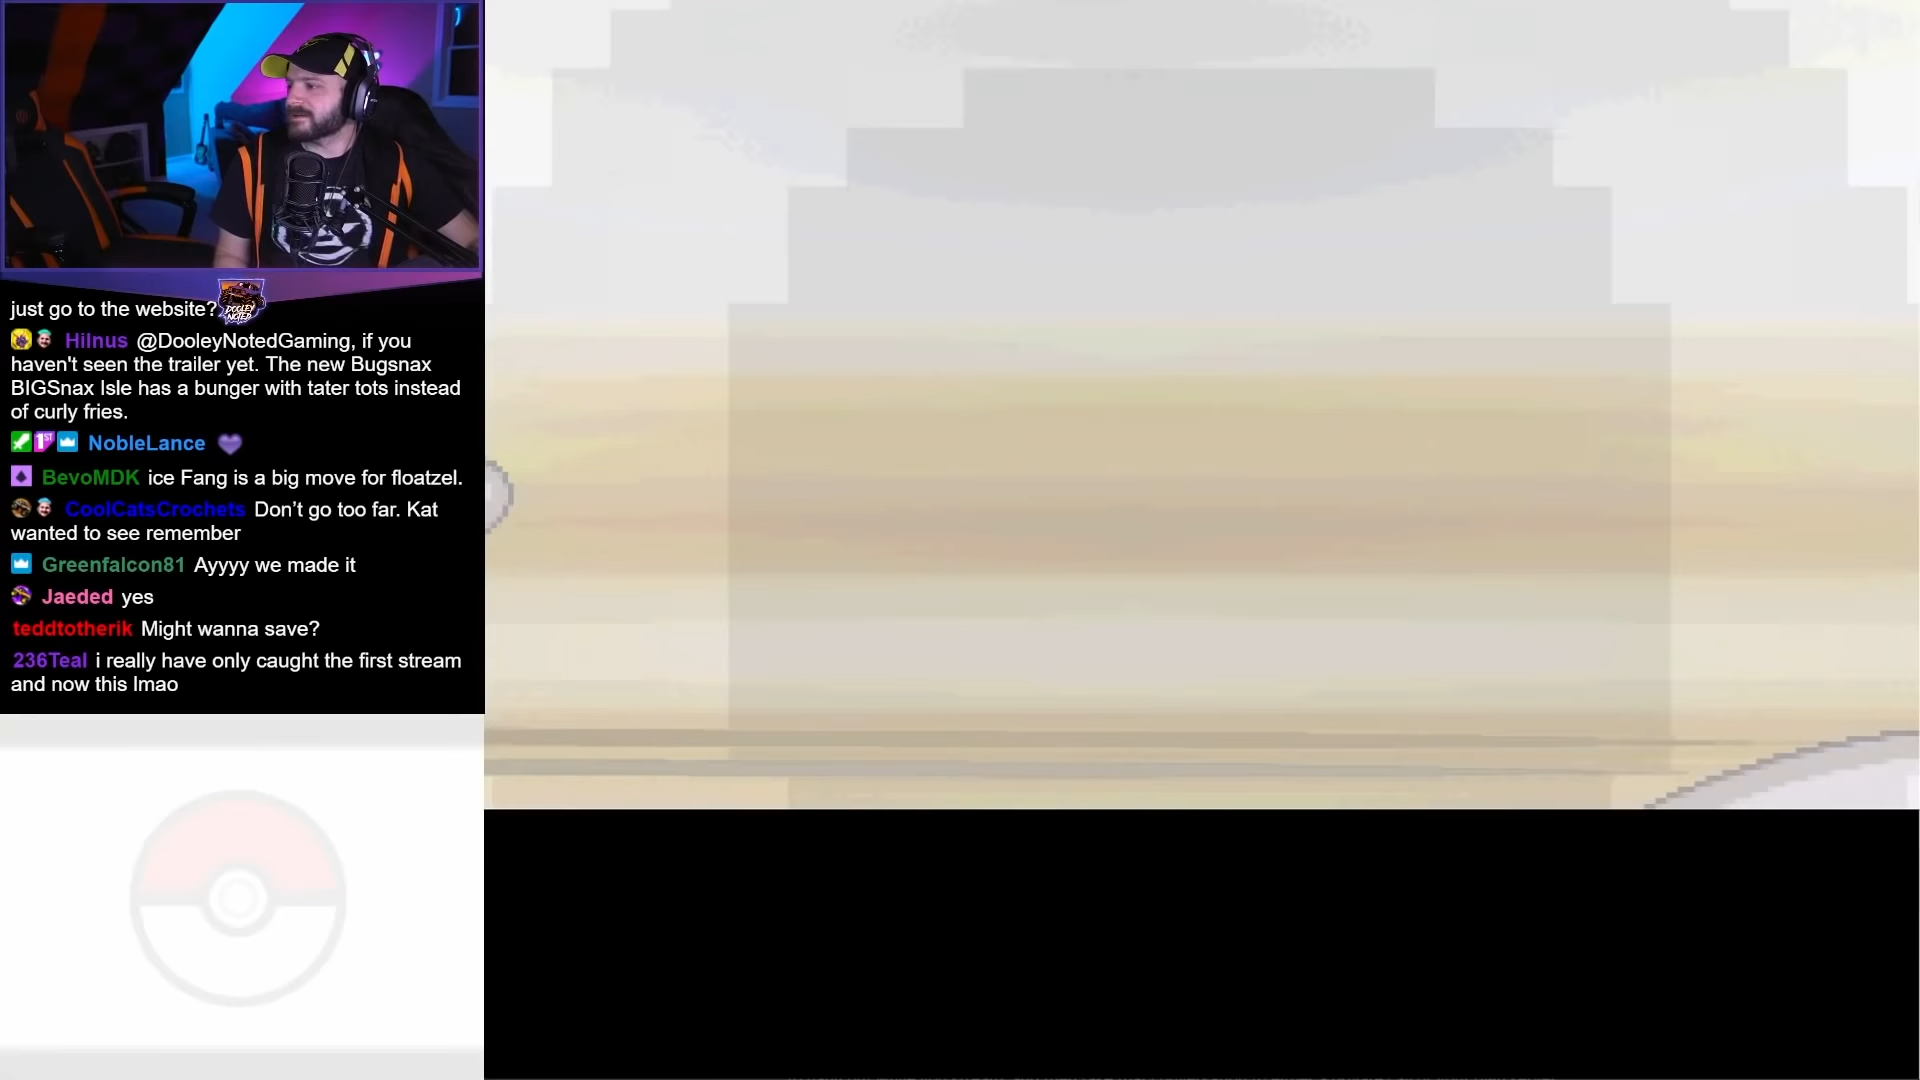 DOOLEY
NOTED
just go to the website?
Hilnus @DooleyNotedGaming, if you
haven't seen the trailer yet. The new Bugsnax
BIGSnax Isle has a bunger with tater tots instead
of curly fries.
1ST NobleLance
BevoMDK ice Fang is a big move for floatzel.
CoolCatsCrochets Don’t go too far. Kat
wanted to see remember
Greenfalcon81 Ayyyy we made it
Jaeded yes
teddtotherik Might wanna save?
236Teal i really have only caught the first stream
and now this lmao